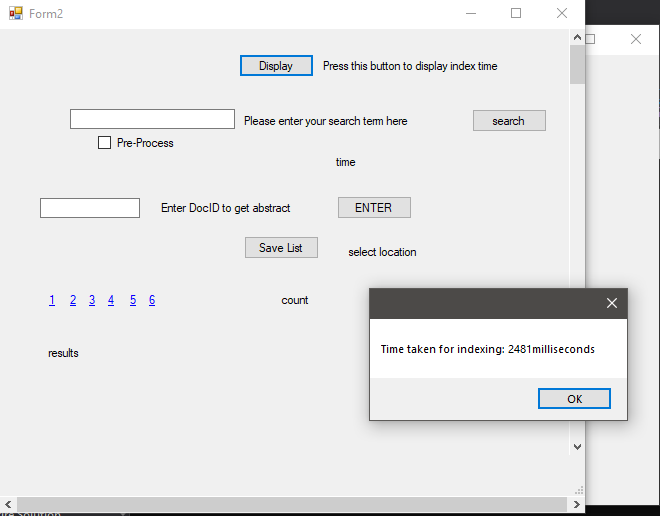 Form2
Display Press this button to display index time
Please enter your search term here search
Pre-Process
time
Enter DocID to get abstract ENTER
Save List select location
1 2 3 4 5 6 count
results
Time taken for indexing: 2481milliseconds
OK